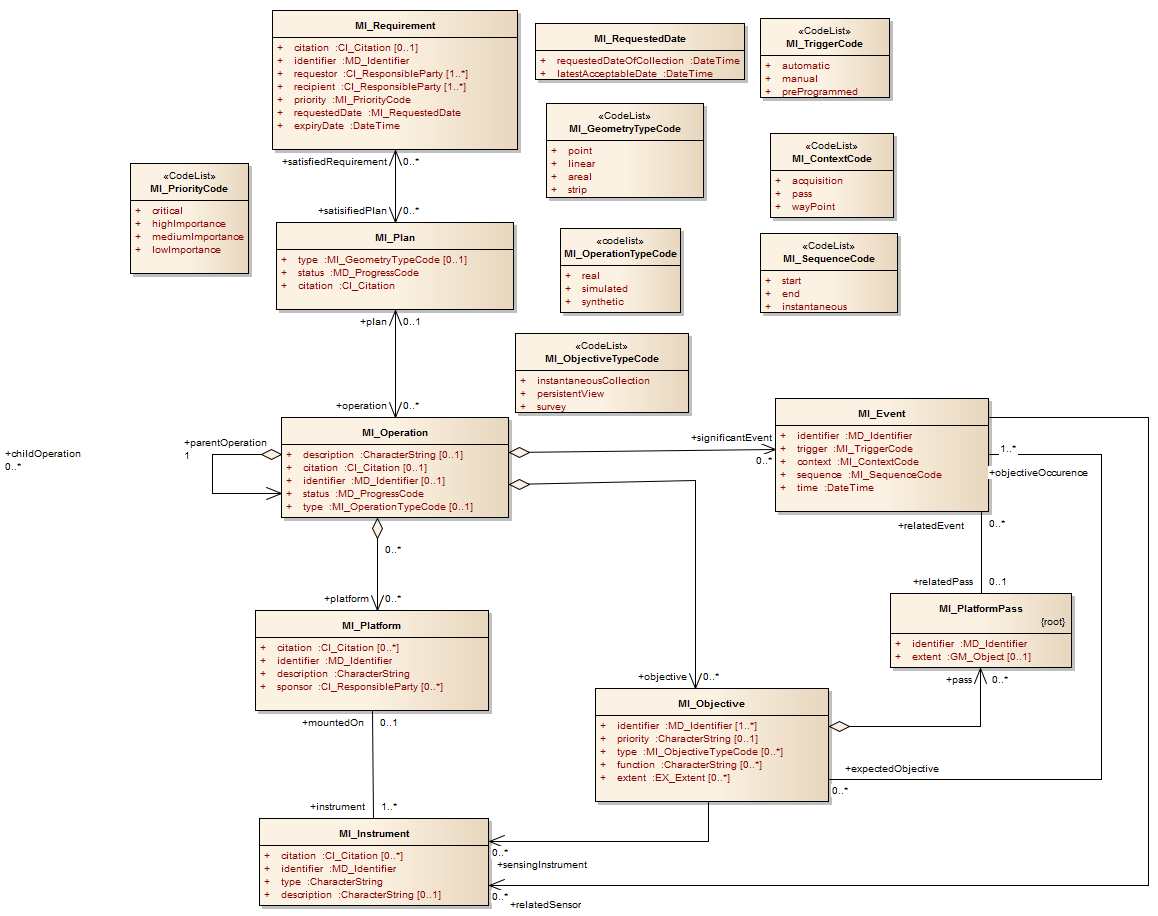 MI_Requirement
+ citation :CI_Citation [0..1]
+ identifier :MD_Identifier
+ requestor :CI_ResponsibleParty [1..*]
+ recipient :CI_ResponsibleParty [1..*]
+ priority :MI_PriorityCode
+ requestedDate :MI_RequestedDate
+ expiryDate :DateTime
MI_RequestedDate
+ requestedDateOfCollection :DateTime
+ latestAcceptableDate :DateTime
«CodeList»
MI_TriggerCode
+ automatic
+ manual
+ preProgrammed
«CodeList»
MI_GeometryTypeCode
+ point
+ linear
+ areal
+ strip
«CodeList»
MI_ContextCode
+ acquisition
+ pass
+ wayPoint
+satisfiedRequirement 0..*
«CodeList»
MI_PriorityCode
+ critical
+ highImportance
+ mediumImportance
+ lowImportance
+satisifiedPlan 0..*
MI_Plan
+ type :MI_GeometryTypeCode [0..1]
+ status :MD_ProgressCode
+ citation :CI_Citation
«codelist»
MI_OperationTypeCode
+ real
+ simulated
+ synthetic
«CodeList»
MI_SequenceCode
+ start
+ end
+ instantaneous
+plan 0..1
«CodeList»
MI_ObjectiveTypeCode
+ instantaneousCollection
+ persistentView
+ survey
+operation 0..*
+childOperation
0..*
+parentOperation
1
MI_Operation
+ description :CharacterString [0..1]
+ citation :CI_Citation [0..1]
+ identifier :MD_Identifier [0..1]
+ status :MD_ProgressCode
+ type :MI_OperationTypeCode [0..1]
+significantEvent
0..*
MI_Event
+ identifier :MD_Identifier
+ trigger :MI_TriggerCode
+ context :MI_ContextCode
+ sequence :MI_SequenceCode
+ time :DateTime
1..*
+objectiveOccurence
+relatedEvent 0..*
0..*
+relatedPass 0..1
+platform 0..*
MI_PlatformPass
{root}
+ identifier :MD_Identifier
+ extent :GM_Object [0..1]
MI_Platform
+ citation :CI_Citation [0..*]
+ identifier :MD_Identifier
+ description :CharacterString
+ sponsor :CI_ResponsibleParty [0..*]
+objective 0..*
+pass 0..*
MI_Objective
+ identifier :MD_Identifier [1..*]
+ priority :CharacterString [0..1]
+ type :MI_ObjectiveTypeCode [0..*]
+ function :CharacterString [0..*]
+ extent :EX_Extent [0..*]
+mountedOn 0..1
+expectedObjective
0..*
+instrument 1..*
MI_Instrument
+ citation :CI_Citation [0..*]
+ identifier :MD_Identifier
+ type :CharacterString
+ description :CharacterString [0..1]
0..*
+sensingInstrument
0..*
+relatedSensor